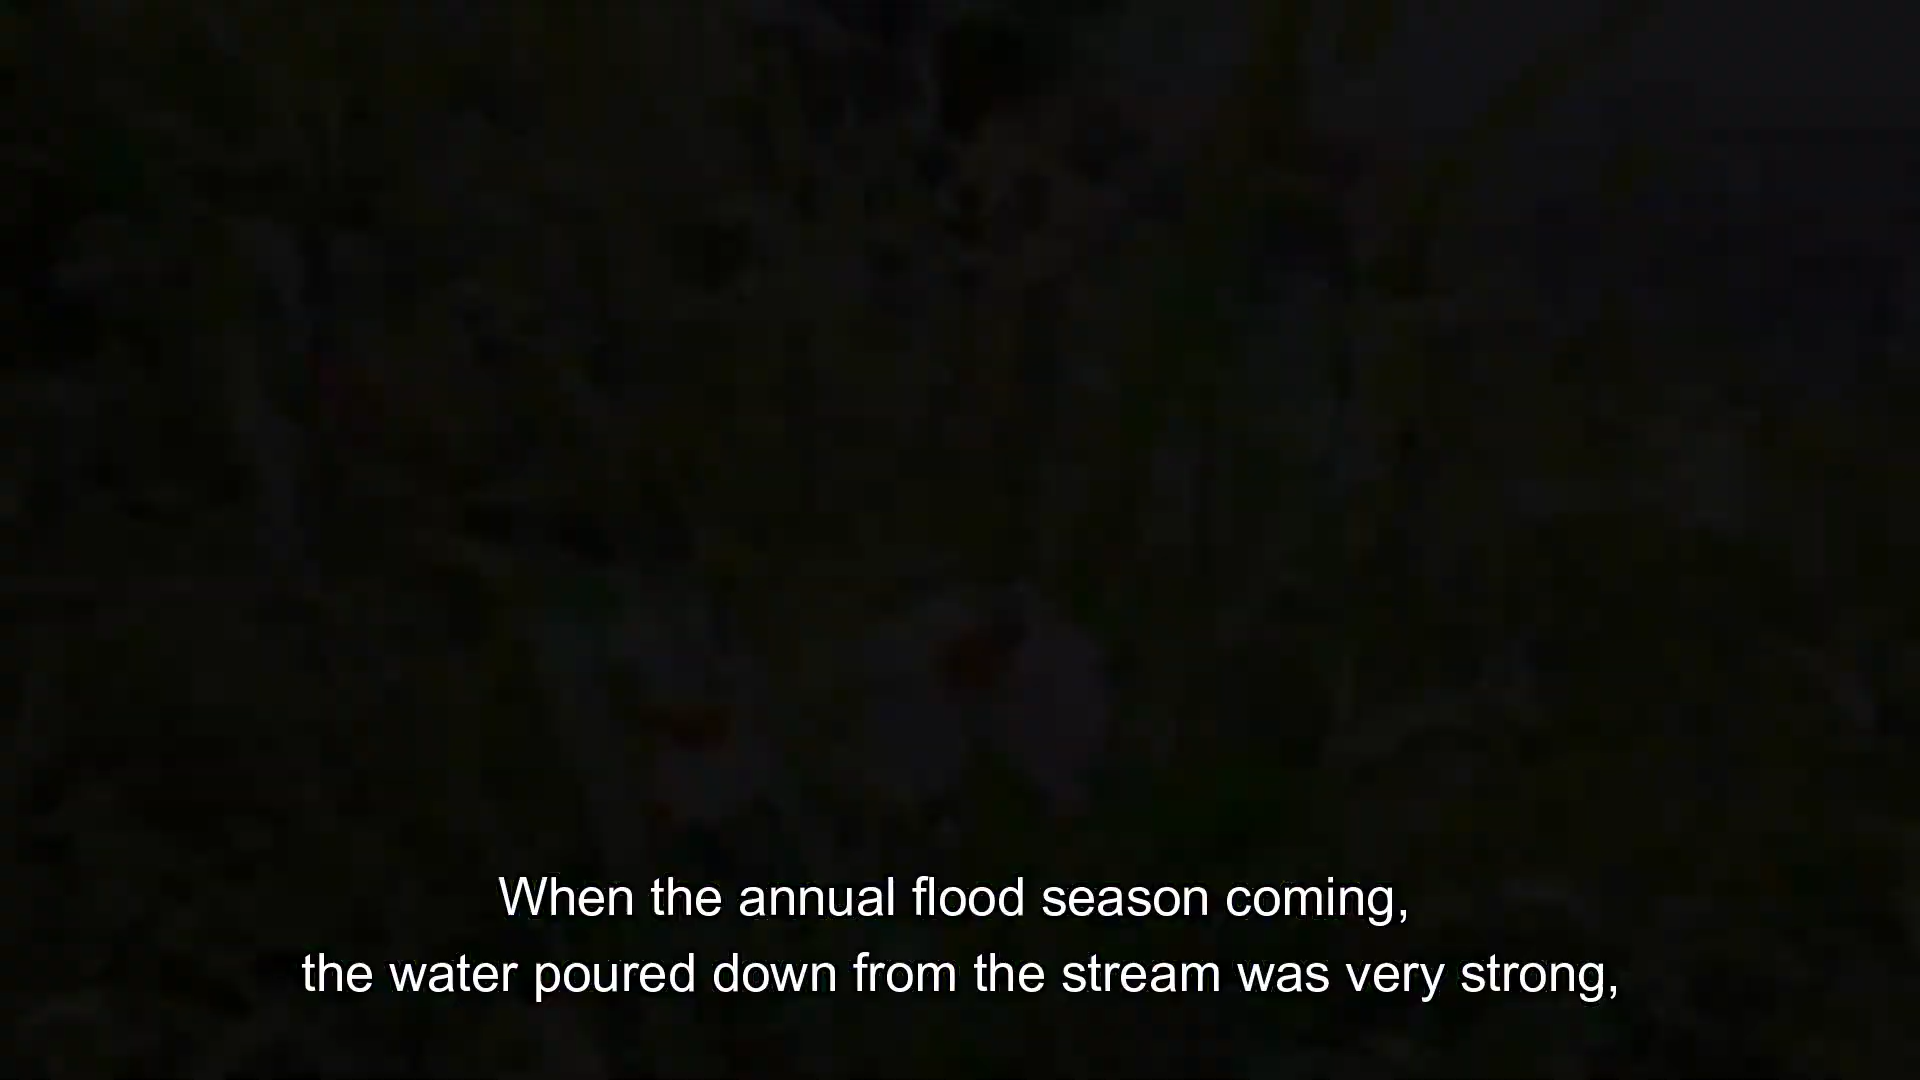 When the annual flood season coming,
the water poured down from the stream was very strong,